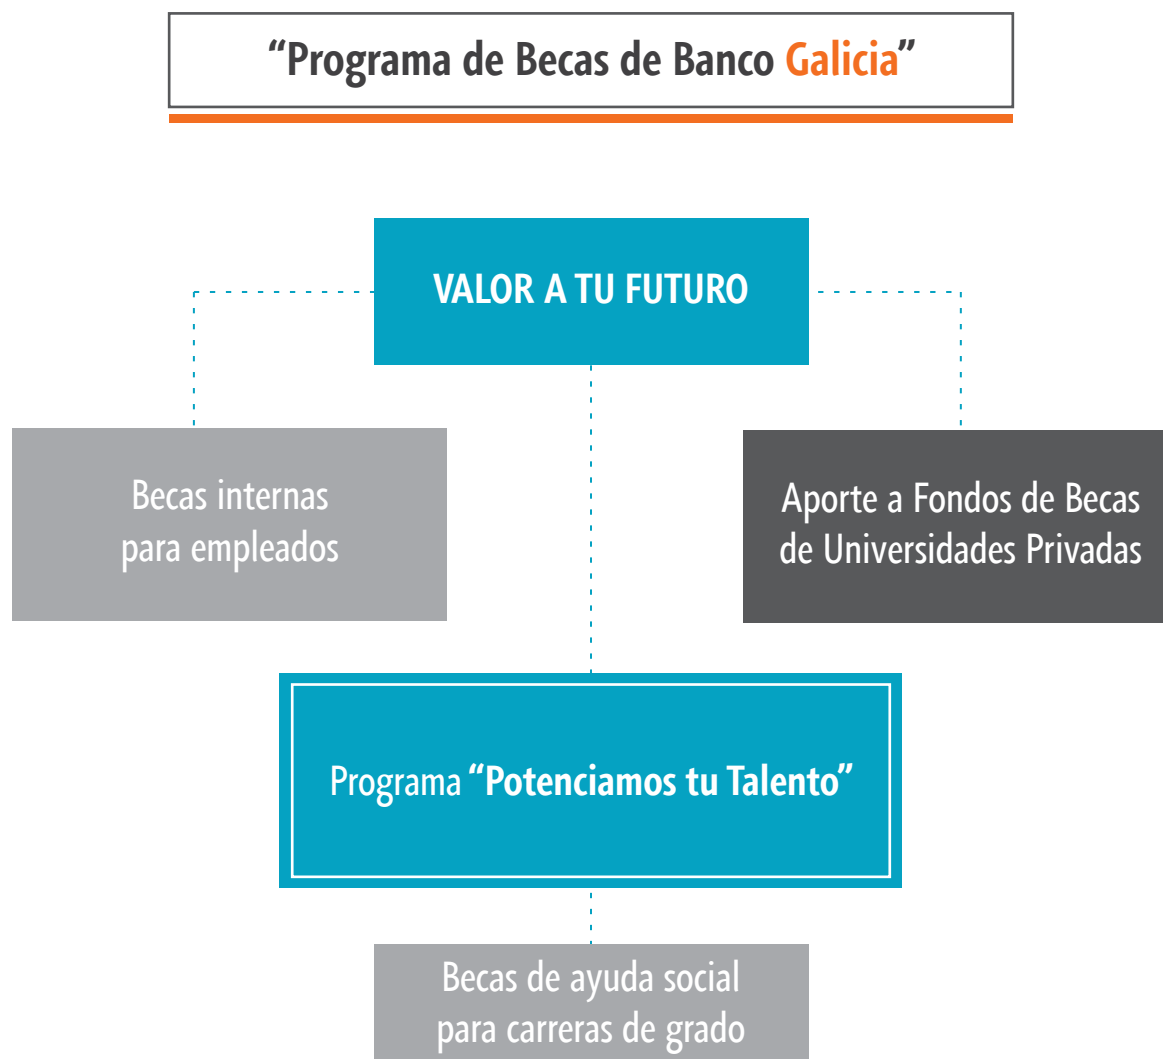 “Programa de Becas de Banco Galicia”
VALOR A TU FUTURO
Becas internas
para empleados
Aporte a Fondos de Becas
de Universidades Privadas
Programa “Potenciamos tu Talento”
Becas de ayuda social
para carreras de grado